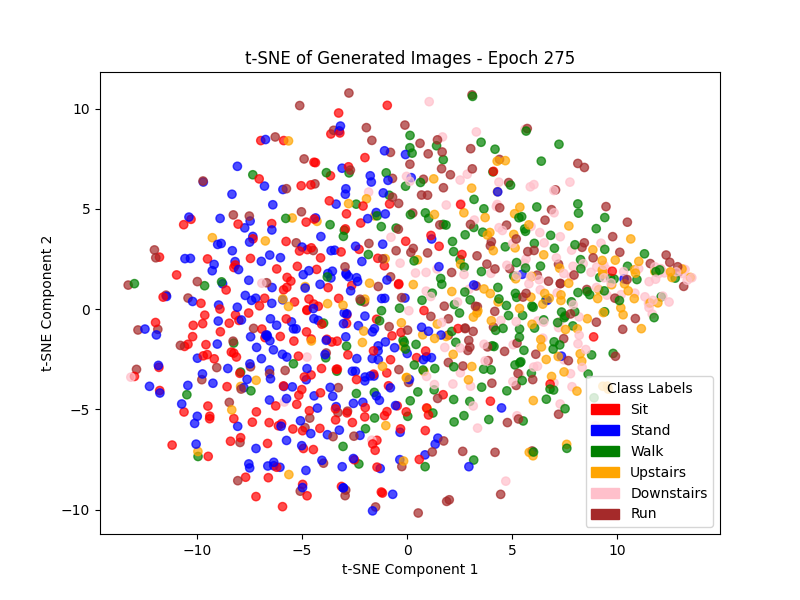 t-SNE of Generated Images - Epoch 275
t-SNE Component 2
10
5
0
−5
−10
−10
−5
0
5
10
t-SNE Component 1
Class Labels
Sit
Stand
Walk
Upstairs
Downstairs
Run